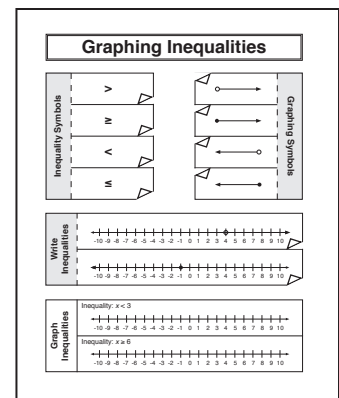 Graphing Inequalities
Inequality Symbols
>
≥
<
≤
Graphing Symbols
Write Inequalities
-10 -9 -8 -7 -6 -5 -4 -3 -2 -1 0 1 2 3 4 5 6 7 8 9 10
-10 -9 -8 -7 -6 -5 -4 -3 -2 -1 0 1 2 3 4 5 6 7 8 9 10
Graph Inequalities
Inequality: x < 3
-10 -9 -8 -7 -6 -5 -4 -3 -2 -1 0 1 2 3 4 5 6 7 8 9 10
Inequality: x ≥ 6
-10 -9 -8 -7 -6 -5 -4 -3 -2 -1 0 1 2 3 4 5 6 7 8 9 10